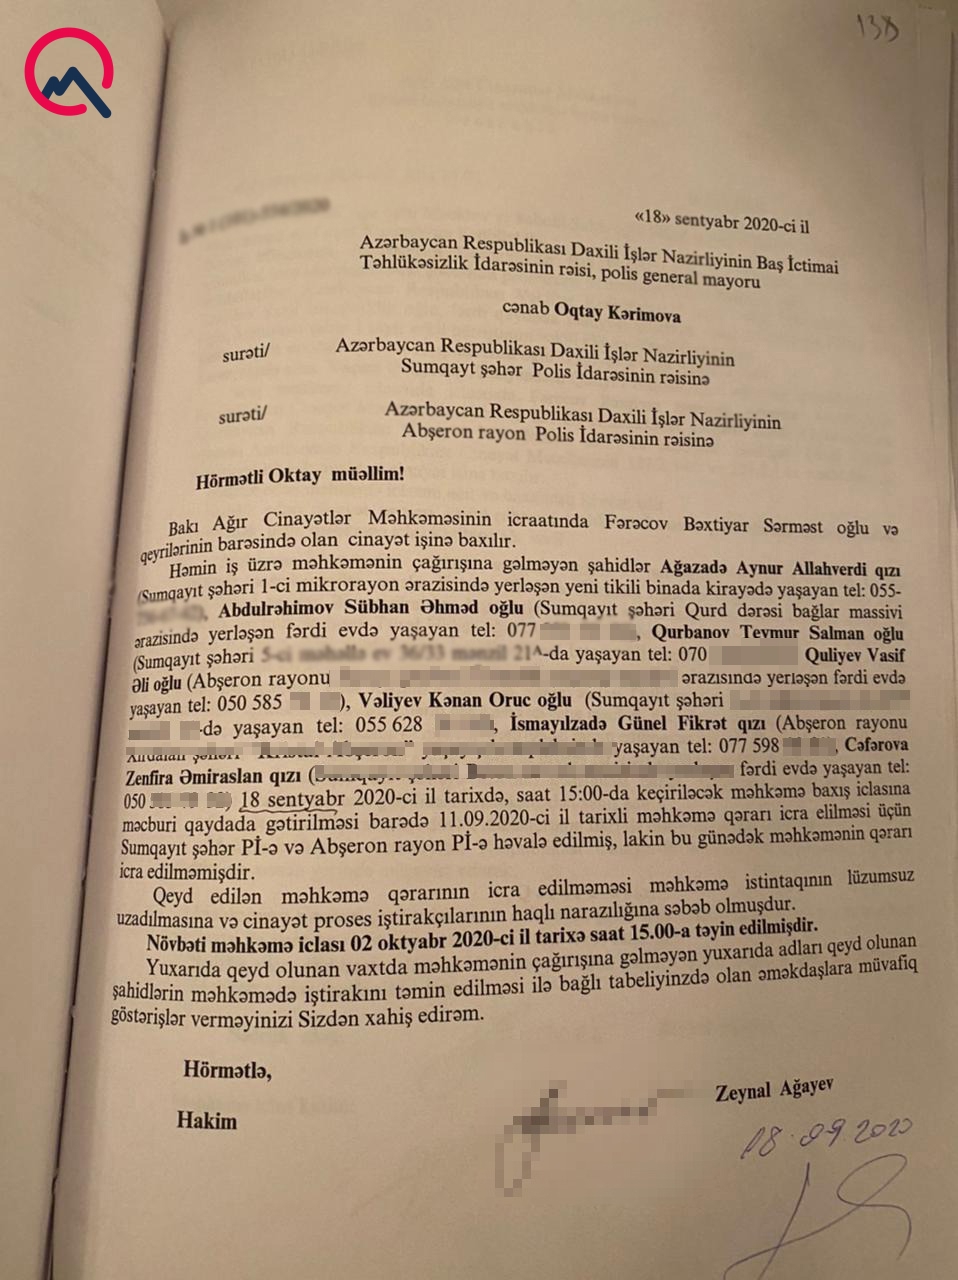 138
«18» sentyabr 2020-ci il
Azərbaycan Respublikası Daxili İşlər Nazirliyinin Baş İctimai
Təhlükəsizlik İdarəsinin rəisi, polis general mayoru
cənab Oqtay Kərimova
surəti/ Azərbaycan Respublikası Daxili İşlər Nazirliyinin
Sumqayt şəhər Polis İdarəsinin rəisinə
surəti/ Azərbaycan Respublikası Daxili İşlər Nazirliyinin
Abşeron rayon Polis İdarəsinin rəisinə
Hörmətli Oktay müəllim!
Bakı Ağır Cinayətlər Məhkəməsinin icraatında Fərəcov Bəxtiyar Sərməst oğlu və
qeyrilərinin barəsində olan cinayət işinə baxılır.
Həmin iş üzrə məhkəmənin çağırışına gəlməyən şahidlər Ağazadə Aynur Allahverdi qızı
(Sumqayıt şəhəri 1-ci mikrorayon ərazisində yerləşən yeni tikili binada kirayədə yaşayan tel: 055-
, Abdulrəhimov Sübhan Əhməd oğlu (Sumqayıt şəhəri Qurd dərəsi bağlar massivi
ərazisində yerləşən fərdi evdə yaşayan tel: 077 , Qurbanov Tevmur Salman oğlu
(Sumqayıt şəhəri -da yaşayan tel: 070 Quliyev Vasif
Əli oğlu (Abşeron rayonu ərazısında yerləşən fərdi evdə
yaşayan tel: 050 585 ), Vəliyev Kənan Oruc oğlu (Sumqayıt şəhəri
-də yaşayan tel: 055 628 , İsmayılzadə Günel Fikrət qızı (Abşeron rayonu
yaşayan tel: 077 598 , Cəfərova
Zenfira Əmiraslan qızı ( fərdi evdə yaşayan tel:
050 ) 18 sentyabr 2020-ci il tarixdə, saat 15:00-da keçiriləcək məhkəmə baxış iclasına
məcburi qaydada gətirilməsi barədə 11.09.2020-ci il tarixli məhkəmə qərarı icra elilməsi üçün
Sumqayıt şəhər Pİ-ə və Abşeron rayon Pİ-ə həvalə edilmiş, lakin bu günədək məhkəmənin qərarı
icra edilməmişdir.
Qeyd edilən məhkəmə qərarının icra edilməməsi məhkəmə istintaqının lüzumsuz
uzadılmasına və cinayət proses iştirakçılarının haqlı narazılığına səbəb olmuşdur.
Növbəti məhkəmə iclası 02 oktyabr 2020-ci il tarixə saat 15.00-a təyin edilmişdir.
Yuxarıda qeyd olunan vaxtda məhkəmənin çağırışına gəlməyən yuxarıda adları qeyd olunan
şahidlərin məhkəmədə iştirakını təmin edilməsi ilə bağlı tabeliyinzdə olan əməkdaşlara müvafiq
göstərişlər verməyinizi Sizdən xahiş edirəm.
Hörmətlə,
Hakim Zeynal Ağayev
18.09.2020